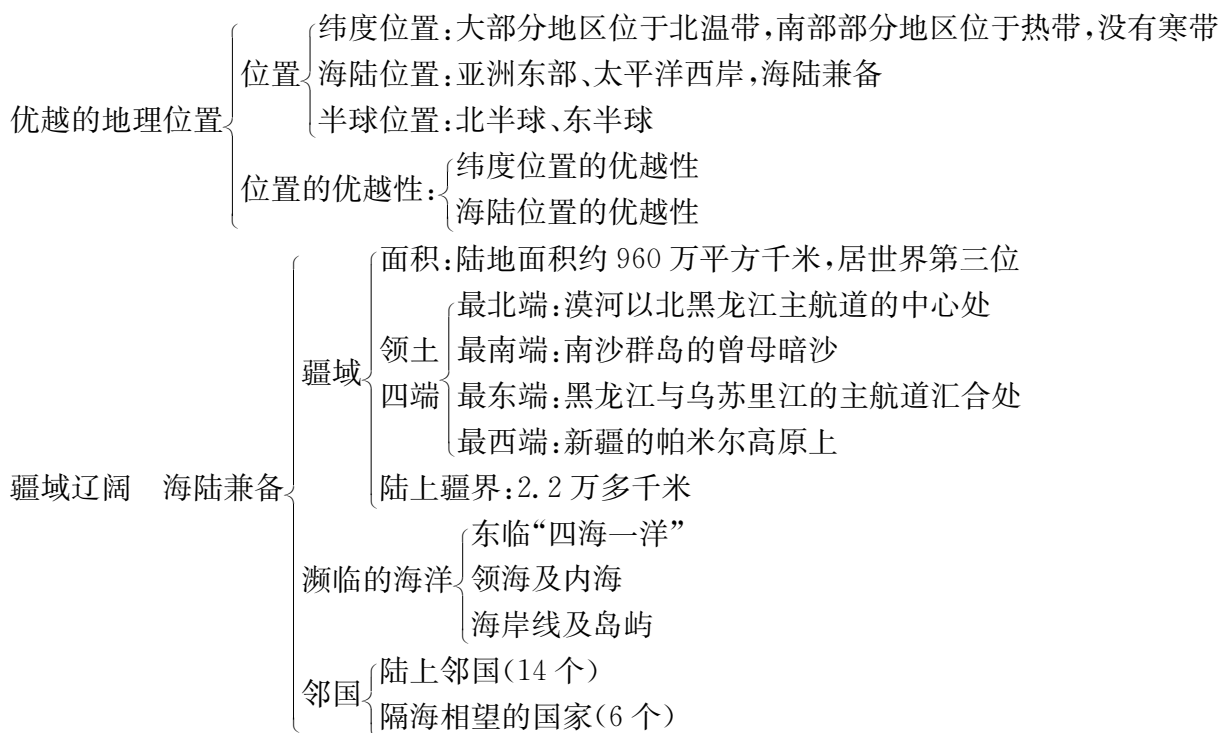 优越的地理位置
位置
纬度位置:大部分地区位于北温带,南部部分地区位于热带,没有寒带
海陆位置:亚洲东部、太平洋西岸,海陆兼备
半球位置:北半球、东半球
位置的优越性:
纬度位置的优越性
海陆位置的优越性
疆域辽阔　海陆兼备
疆域
面积:陆地面积约 960 万平方千米,居世界第三位
领土
四端
最北端:漠河以北黑龙江主航道的中心处
最南端:南沙群岛的曾母暗沙
最东端:黑龙江与乌苏里江的主航道汇合处
最西端:新疆的帕米尔高原上
陆上疆界:2.2 万多千米
濒临的海洋
东临“四海一洋”
领海及内海
海岸线及岛屿
邻国
陆上邻国(14 个)
隔海相望的国家(6 个)